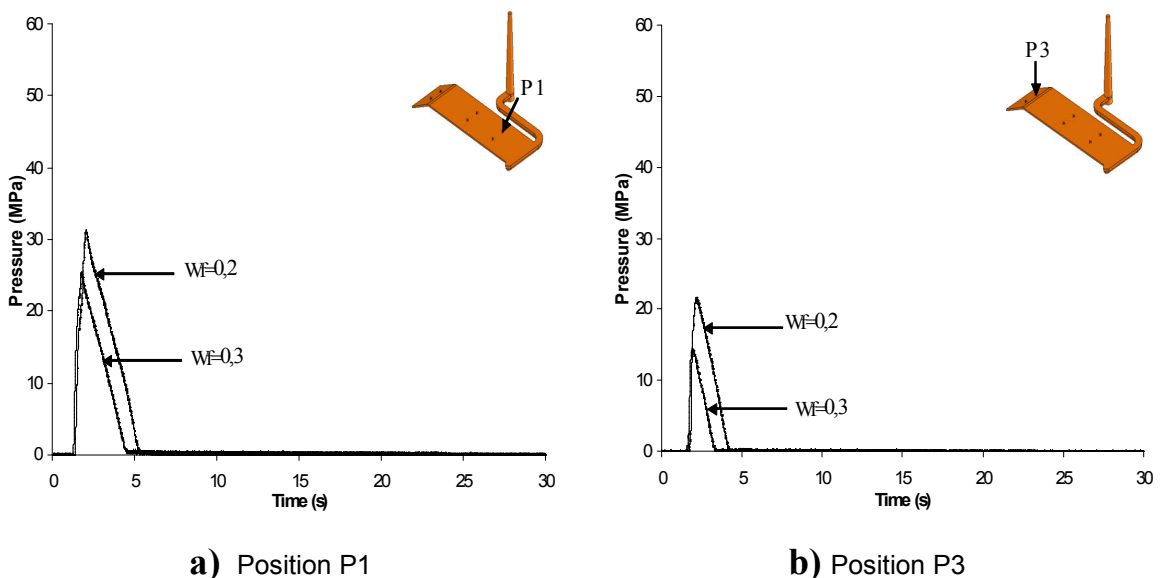 60
50
40
30
20
10
0
Pressure (MPa)
P1
Wf=0,2
Wf=0,3
0 5 10 15 20 25 30
Time (s)
a) Position P1
60
50
40
30
20
10
0
Pressure (MPa)
P3
Wf=0,2
Wf=0,3
0 5 10 15 20 25 30
Time (s)
b) Position P3